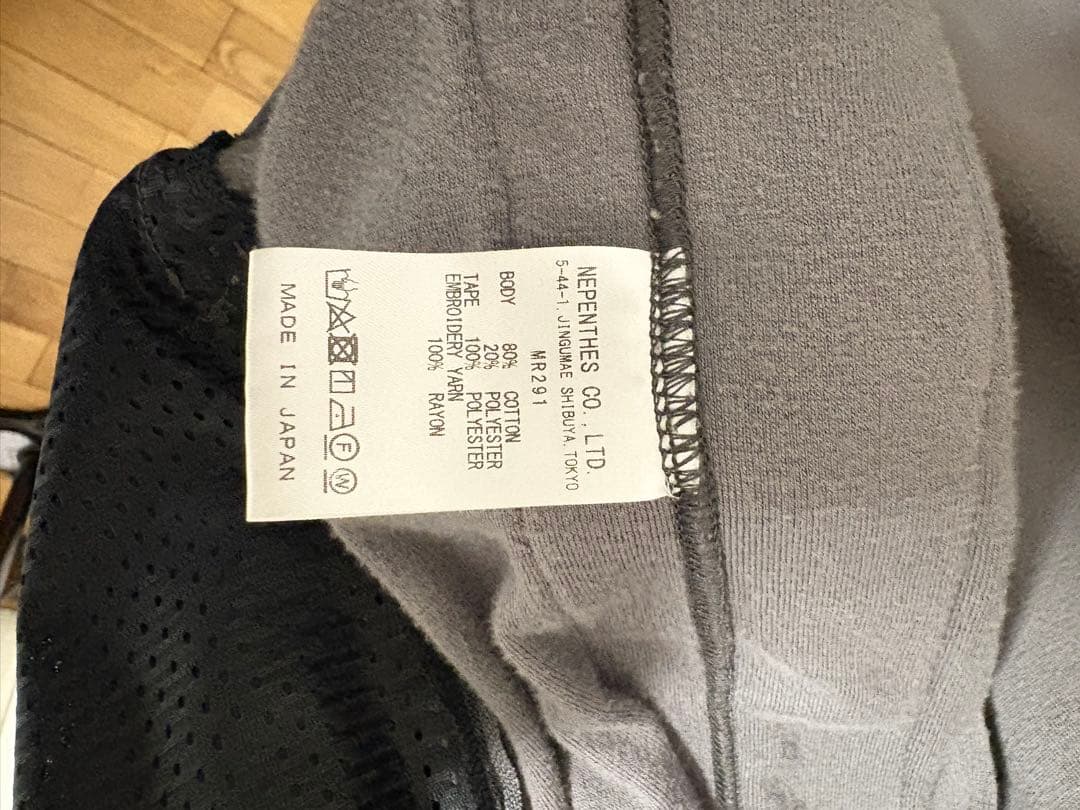 NEPENTHES CO.,LTD.
5-44-1, JINGUMAE SHIBUYA, TOKYO
MR291
BODY 80% COTTON
20% POLYESTER
TAPE 100% POLYESTER
EMBROIDERY YARN
100% RAYON
F W
MADE IN JAPAN